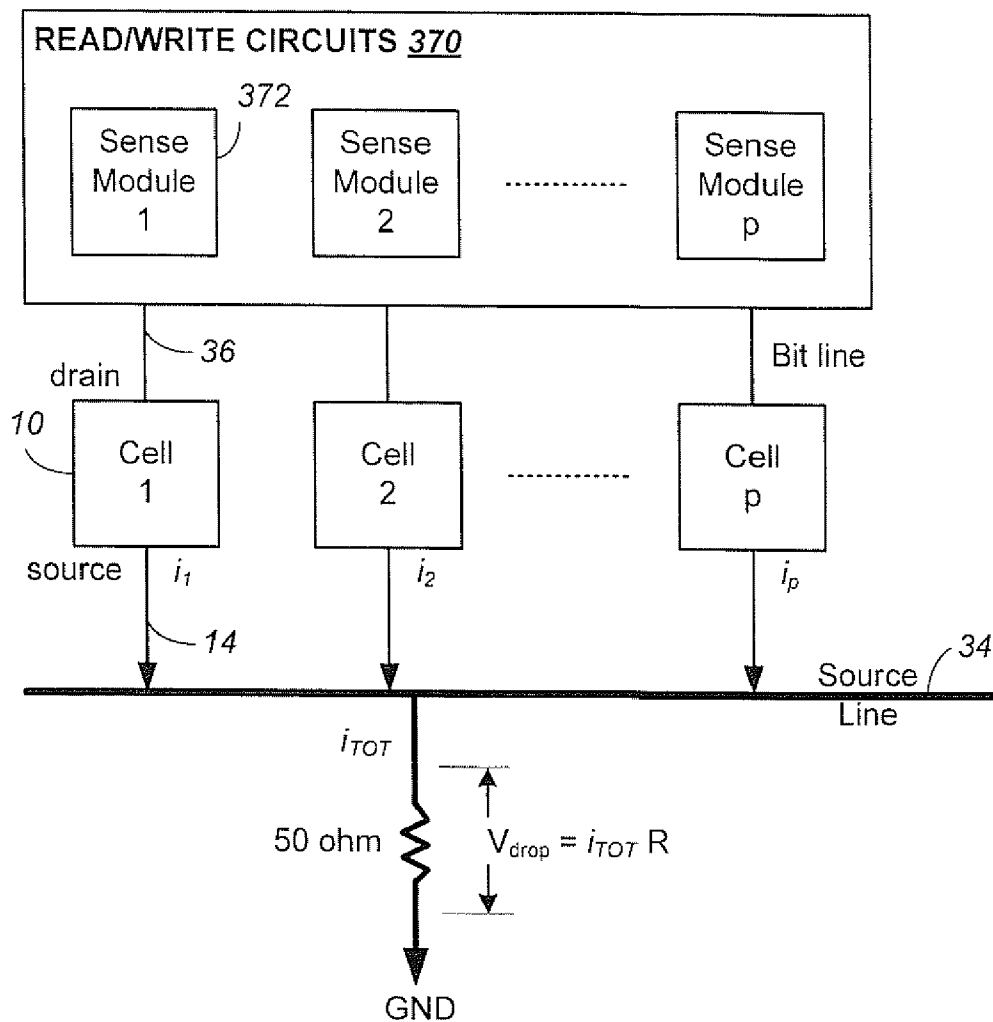 READ/WRITE CIRCUITS 370
372
Sense
Module
1
Sense
Module
2
Sense
Module
p
36
drain
Bit line
10
Cell
1
Cell
2
Cell
p
source
i1
i2
ip
14
34
Source
Line
iTOT
50 ohm
Vdrop = iTOT R
GND